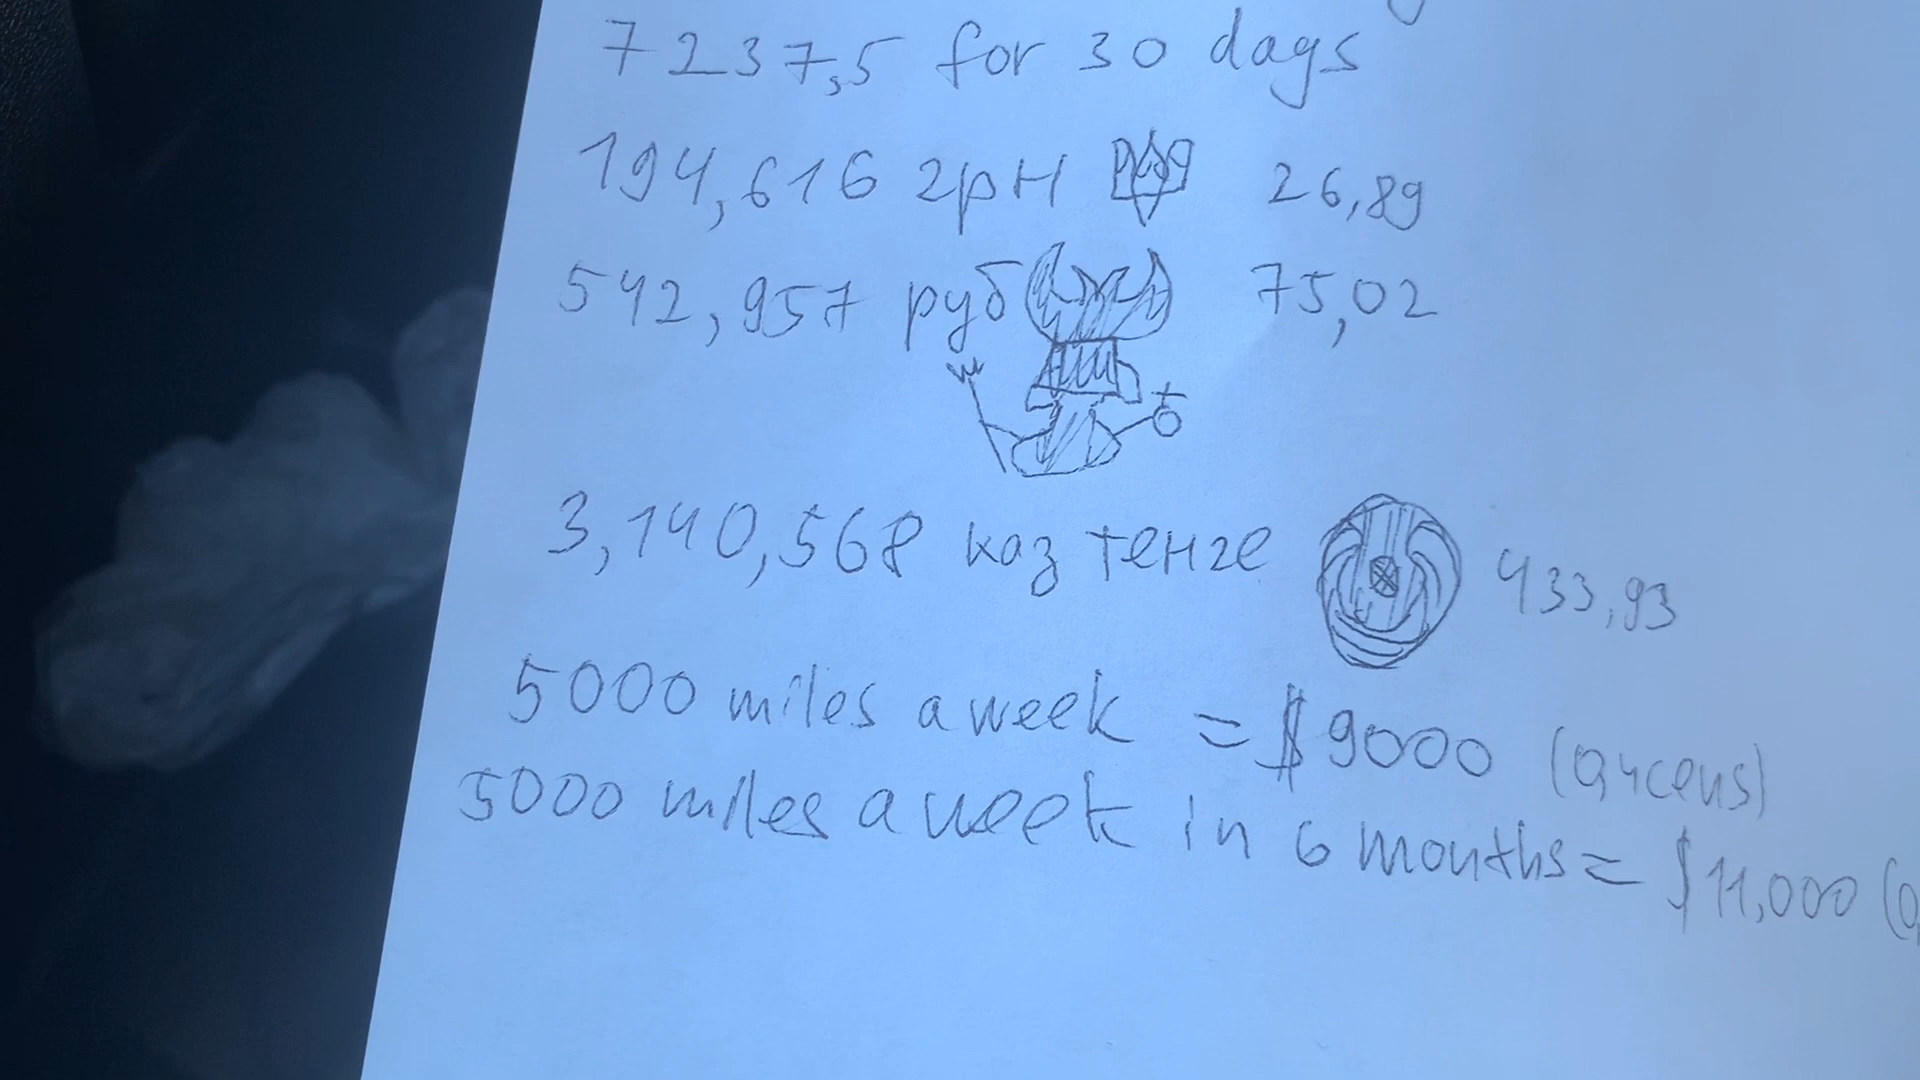 7237,5 for 30 days
194,616 грн 26,89
542,957 руб 75,02
3,140,568 каз тенге 433,93
5000 miles a week = $9000
5000 miles a week in 6 months = $11,000